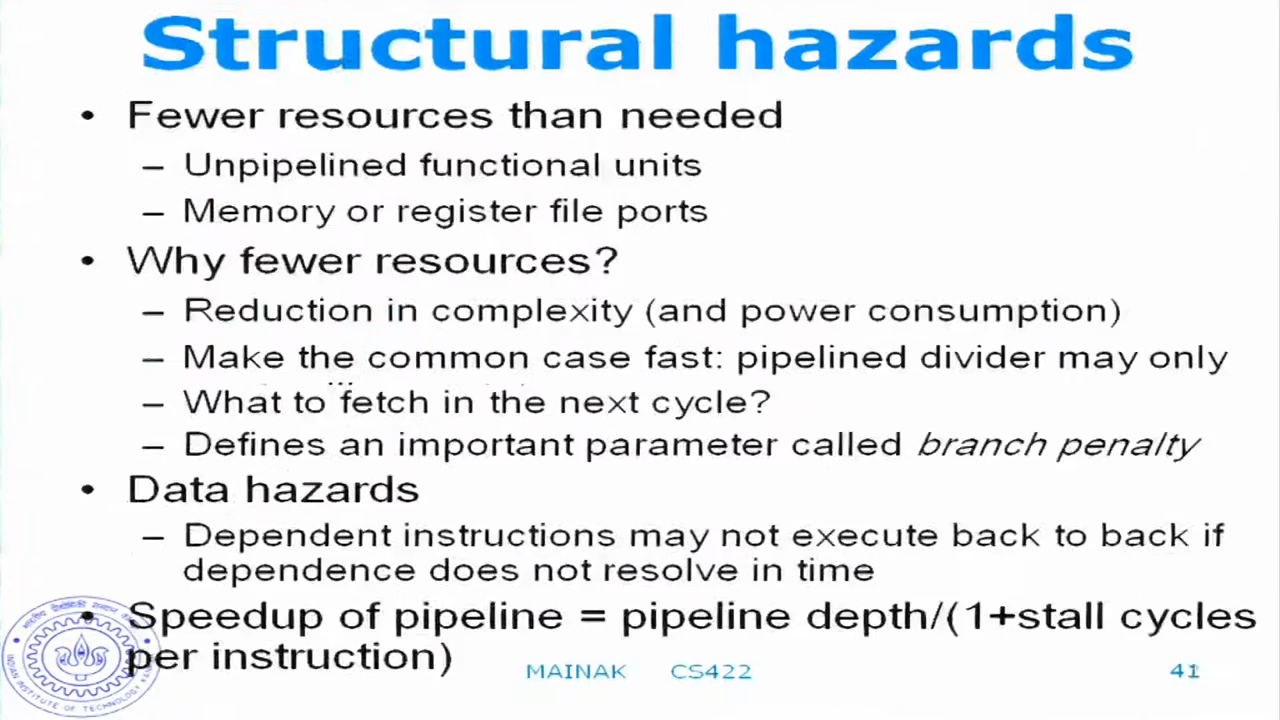 Structural hazards
• Fewer resources than needed
– Unpipelined functional units
– Memory or register file ports
• Why fewer resources?
– Reduction in complexity (and power consumption)
– Make the common case fast: pipelined divider may only
– What to fetch in the next cycle?
– Defines an important parameter called branch penalty
• Data hazards
– Dependent instructions may not execute back to back if
dependence does not resolve in time
• Speedup of pipeline = pipeline depth/(1+stall cycles
per instruction)
MAINAK CS422
41
INDIAN INSTITUTE OF TECHNOLOGY